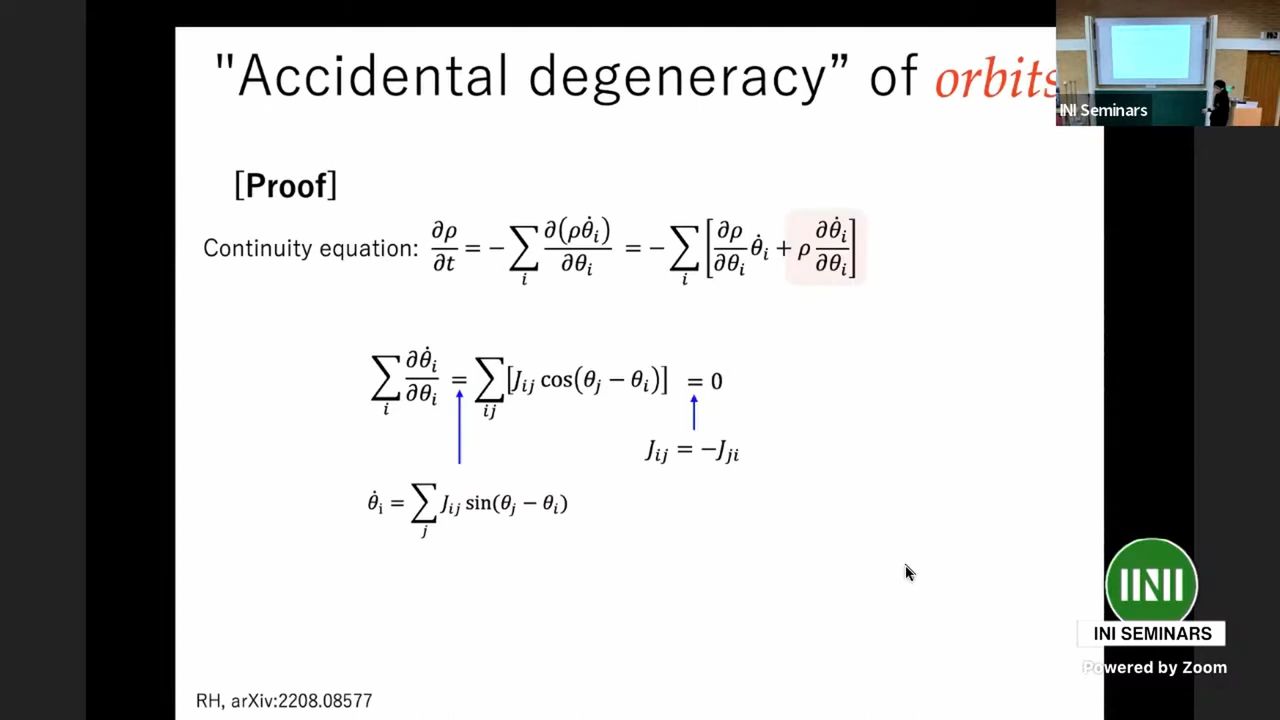 "Accidental degeneracy” of orbits
INI Seminars
[Proof]
Continuity equation: ∂ρ/∂t = −∑_i ∂(ρθ̇_i)/∂θ_i = −∑_i [∂ρ/∂θ_i θ̇_i + ρ ∂θ̇_i/∂θ_i]
∑_i ∂θ̇_i/∂θ_i = ∑_ij [J_ij cos(θ_j − θ_i)] = 0
J_ij = −J_ji
θ̇_i = ∑_j J_ij sin(θ_j − θ_i)
INI
INI SEMINARS
Powered by Zoom
RH, arXiv:2208.08577